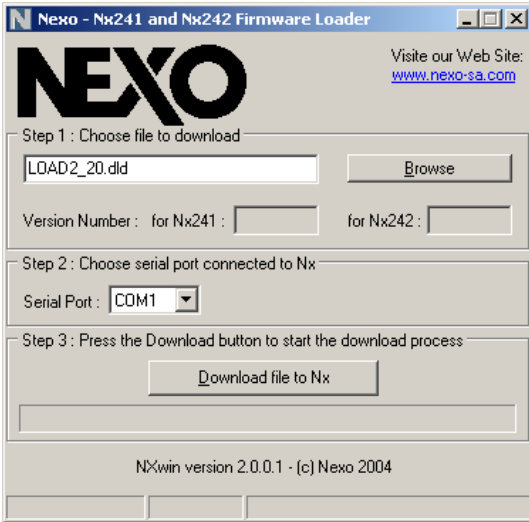 Nexo - Nx241 and Nx242 Firmware Loader
NEXO
Visite our Web Site:
www.nexo-sa.com
Step 1 : Choose file to download
LOAD2_20.dld
Browse
Version Number : for Nx241 : for Nx242 :
Step 2 : Choose serial port connected to Nx
Serial Port : COM1
Step 3 : Press the Download button to start the download process
Download file to Nx
NXwin version 2.0.0.1 - (c) Nexo 2004